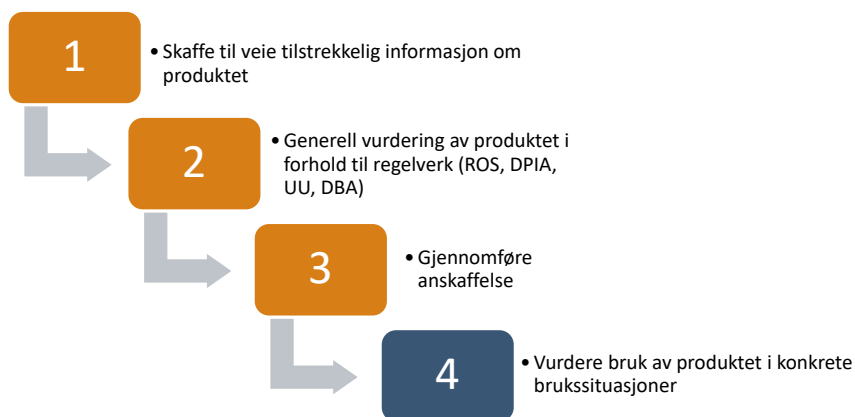 1
• Skaffe til veie tilstrekkelig informasjon om
produktet
2
• Generell vurdering av produktet i
forhold til regelverk (ROS, DPIA,
UU, DBA)
3
• Gjennomføre
anskaffelse
4
• Vurdere bruk av produktet i konkrete
brukssituasjoner